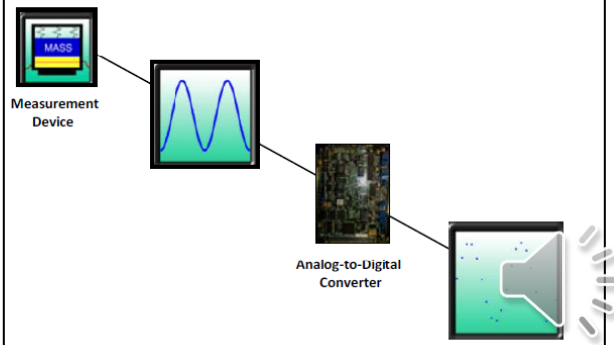 MASS
Measurement
Device
Analog-to-Digital
Converter